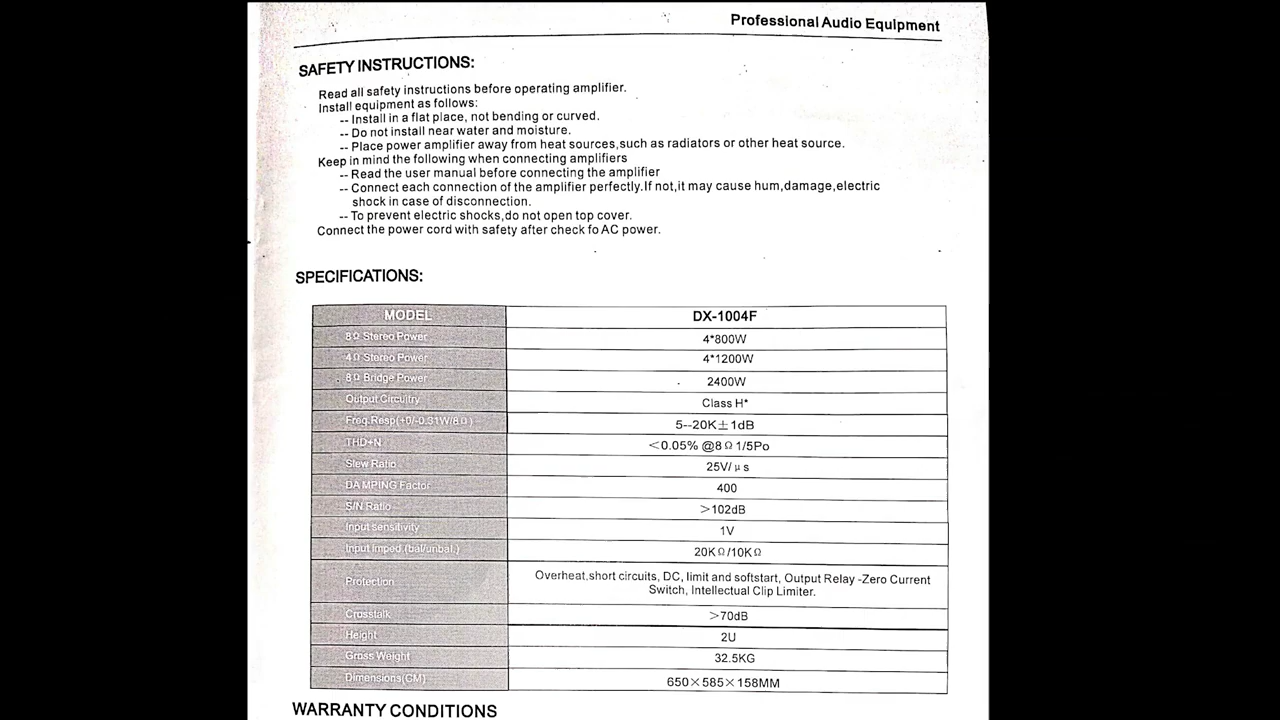 Professional Audio Equipment
SAFETY INSTRUCTIONS:
Read all safety instructions before operating amplifier.
Install equipment as follows:
-- Install in a flat place, not bending or curved.
-- Do not install near water and moisture.
-- Place power amplifier away from heat sources,such as radiators or other heat source.
Keep in mind the following when connecting amplifiers
-- Read the user manual before connecting the amplifier
-- Connect each connection of the amplifier perfectly.If not,it may cause hum,damage,electric
shock in case of disconnection.
-- To prevent electric shocks,do not open top cover.
Connect the power cord with safety after check fo AC power.
SPECIFICATIONS:
MODEL DX-1004F
8Ω Stereo Power 4*800W
4Ω Stereo Power 4*1200W
8Ω Bridge Power 2400W
Output Circuitry Class H*
Freq.Resp(+0/-0.31W/8Ω) 5--20K±1dB
THD+N <0.05% @8Ω 1/5Po
Slew Ratio 25V/μs
DAMPING Factor 400
S/N Ratio >102dB
Input sensitivity 1V
Input imped.(bal/unbal.) 20KΩ/10KΩ
Protection Overheat,short circuits, DC, limit and softstart, Output Relay -Zero Current
Switch, Intellectual Clip Limiter.
Crosstalk >70dB
Height 2U
Gross Weight 32.5KG
Dimensions(CM) 650×585×158MM
WARRANTY CONDITIONS